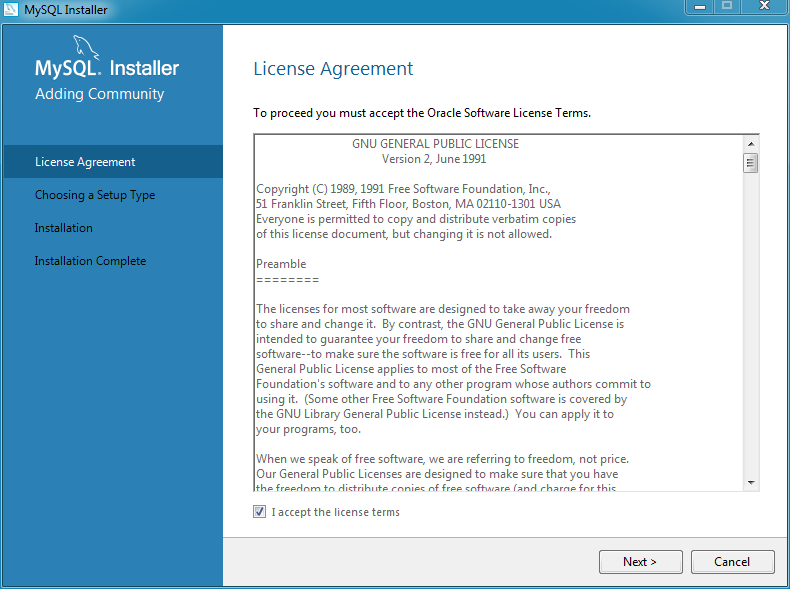 MySQL Installer
MySQL. Installer
Adding Community
License Agreement
Choosing a Setup Type
Installation
Installation Complete
License Agreement
To proceed you must accept the Oracle Software License Terms.
GNU GENERAL PUBLIC LICENSE
Version 2, June 1991
Copyright (C) 1989, 1991 Free Software Foundation, Inc.,
51 Franklin Street, Fifth Floor, Boston, MA 02110-1301 USA
Everyone is permitted to copy and distribute verbatim copies
of this license document, but changing it is not allowed.
Preamble
========
The licenses for most software are designed to take away your freedom
to share and change it.  By contrast, the GNU General Public License is
intended to guarantee your freedom to share and change free
software--to make sure the software is free for all its users.  This
General Public License applies to most of the Free Software
Foundation's software and to any other program whose authors commit to
using it.  (Some other Free Software Foundation software is covered by
the GNU Library General Public License instead.)  You can apply it to
your programs, too.
When we speak of free software, we are referring to freedom, not price.
Our General Public Licenses are designed to make sure that you have
the freedom to distribute copies of free software (and charge for this
I accept the license terms
Next >
Cancel